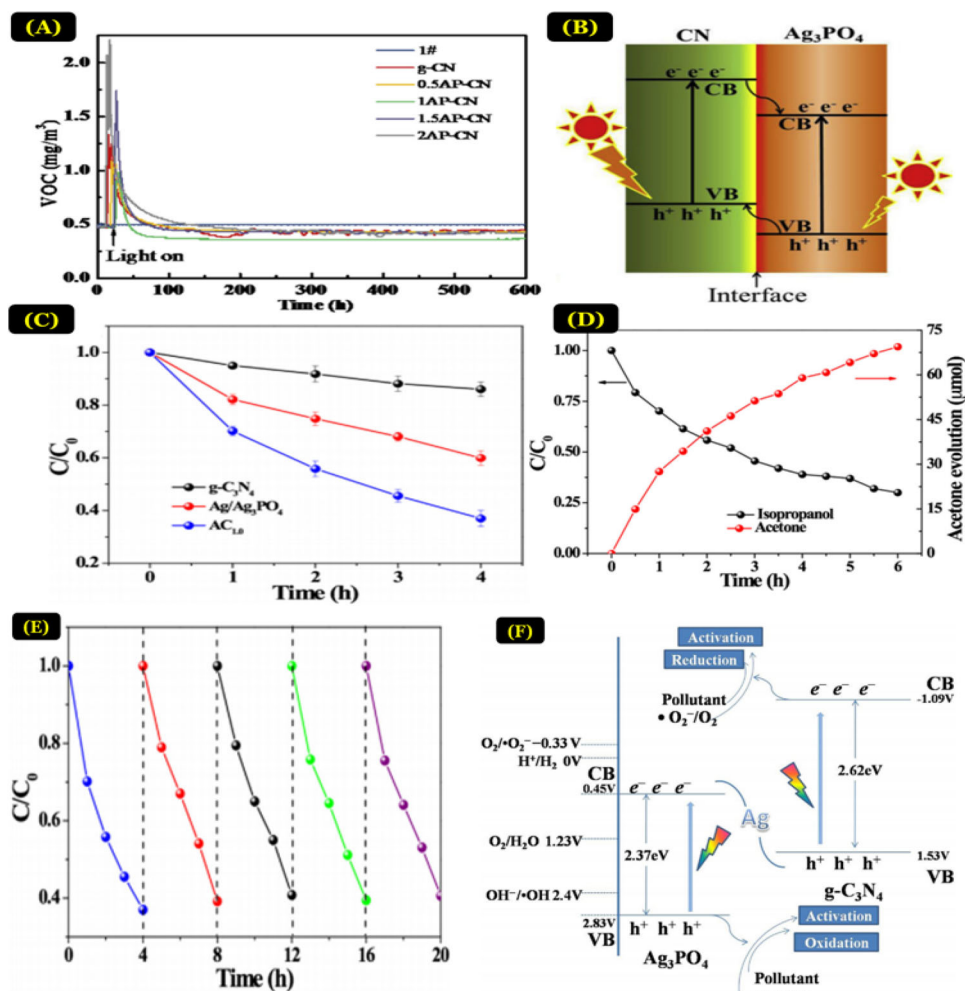 (A)
VOC (mg/m³)
2.0
1.5
1.0
0.5
0.0
1#
g-CN
0.5AP-CN
1AP-CN
1.5AP-CN
2AP-CN
Light on
0 100 200 300 400 500 600
Time (h)
(B)
CN Ag₃PO₄
e⁻ e⁻ e⁻
CB
e⁻ e⁻ e⁻
CB
VB
h⁺ h⁺ h⁺
VB
h⁺ h⁺ h⁺
Interface
(C)
C/C₀
1.0
0.8
0.6
0.4
0.2
g-C₃N₄
Ag/Ag₃PO₄
AC₁.₀
0 1 2 3 4
Time (h)
(D)
C/C₀
1.00
0.75
0.50
0.25
0.00
Isopropanol
Acetone
75
60
45
30
15
0
Acetone evolution (μmol)
0 1 2 3 4 5 6
Time (h)
(E)
C/C₀
1.0
0.8
0.6
0.4
0 4 8 12 16 20
Time (h)
(F)
Activation
Reduction
Pollutant
• O₂⁻/O₂
e⁻ e⁻ e⁻
CB
-1.09V
O₂/•O₂⁻−0.33 V
H⁺/H₂ 0V
CB
0.45V
e⁻ e⁻ e⁻
2.62eV
Ag
O₂/H₂O 1.23V
2.37eV
h⁺ h⁺ h⁺
1.53V
VB
g-C₃N₄
OH⁻/•OH 2.4V
2.83V
VB
h⁺ h⁺ h⁺
Ag₃PO₄
Activation
Oxidation
Pollutant